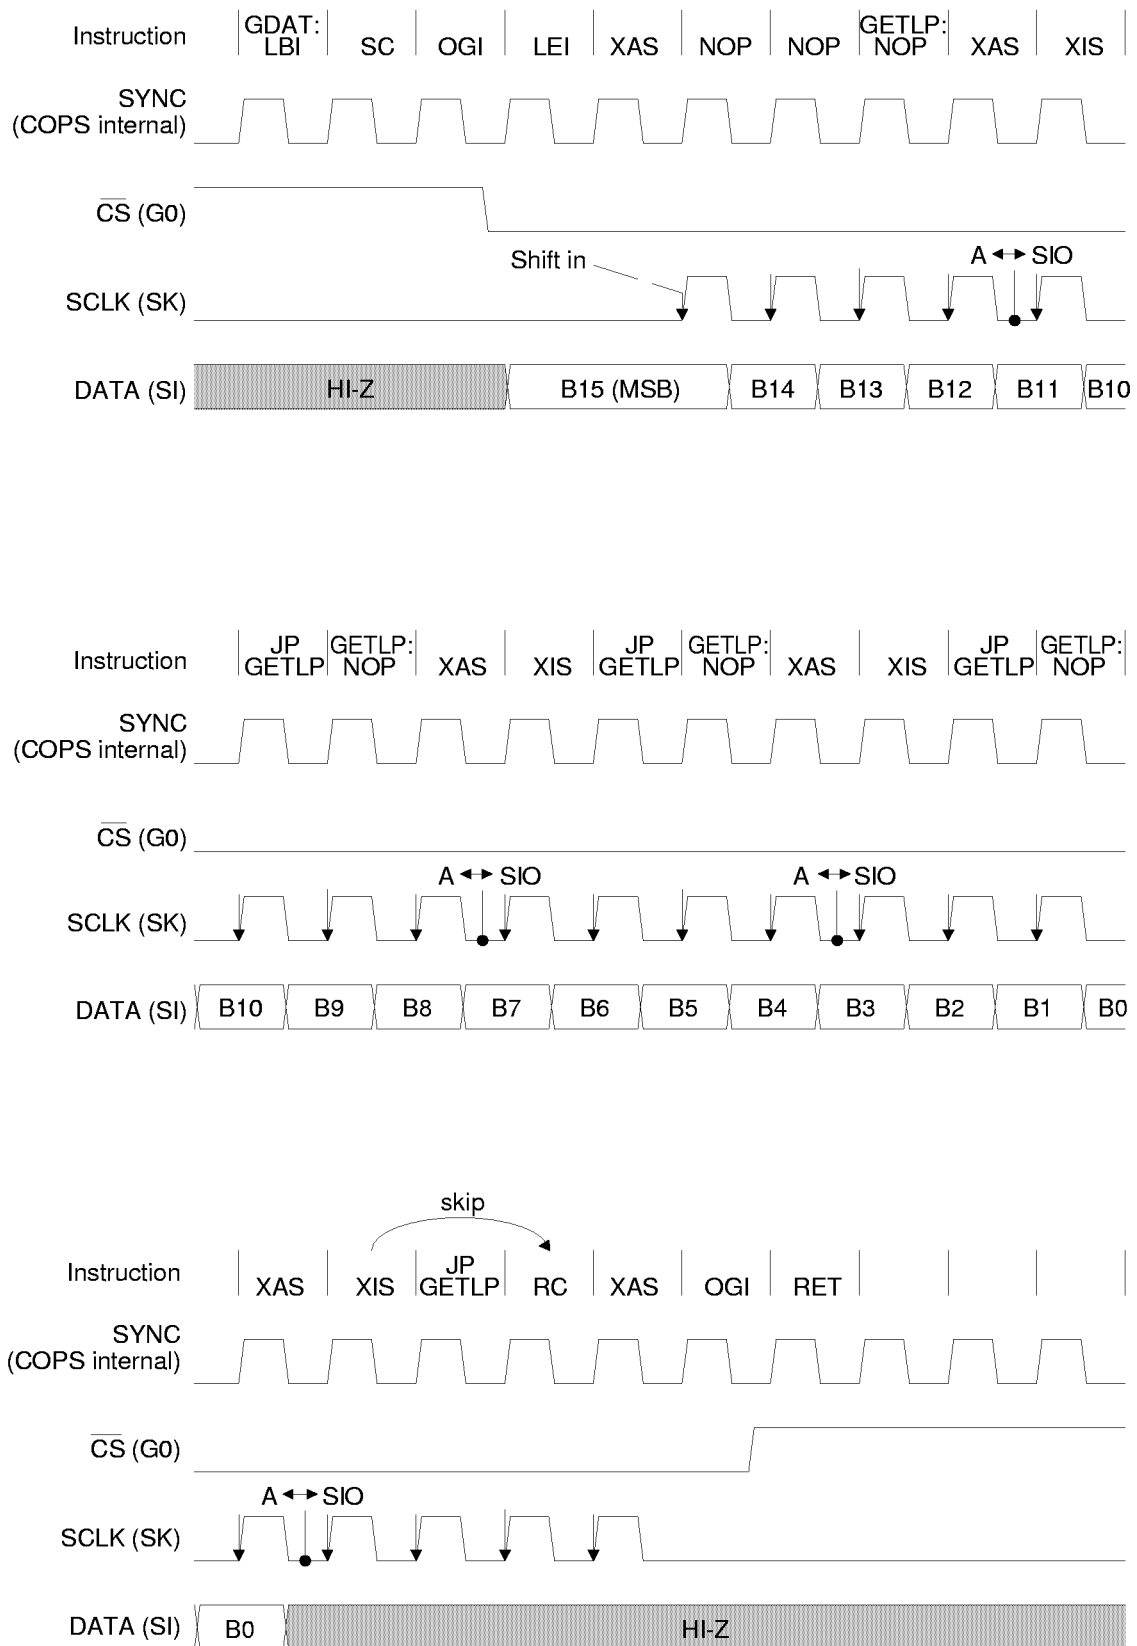 Instruction
GDAT:
LBI
SC
OGI
LEI
XAS
NOP
NOP
GETLP:
NOP
XAS
XIS
SYNC
(COPS internal)
CS (G0)
Shift in
A
SIO
SCLK (SK)
DATA (SI)
HI-Z
B15 (MSB)
B14
B13
B12
B11
B10
Instruction
JP
GETLP
GETLP:
NOP
XAS
XIS
JP
GETLP
GETLP:
NOP
XAS
XIS
JP
GETLP
GETLP:
NOP
SYNC
(COPS internal)
CS (G0)
A
SIO
A
SIO
SCLK (SK)
DATA (SI)
B10
B9
B8
B7
B6
B5
B4
B3
B2
B1
B0
skip
Instruction
XAS
XIS
JP
GETLP
RC
XAS
OGI
RET
SYNC
(COPS internal)
CS (G0)
A
SIO
SCLK (SK)
DATA (SI)
B0
HI-Z